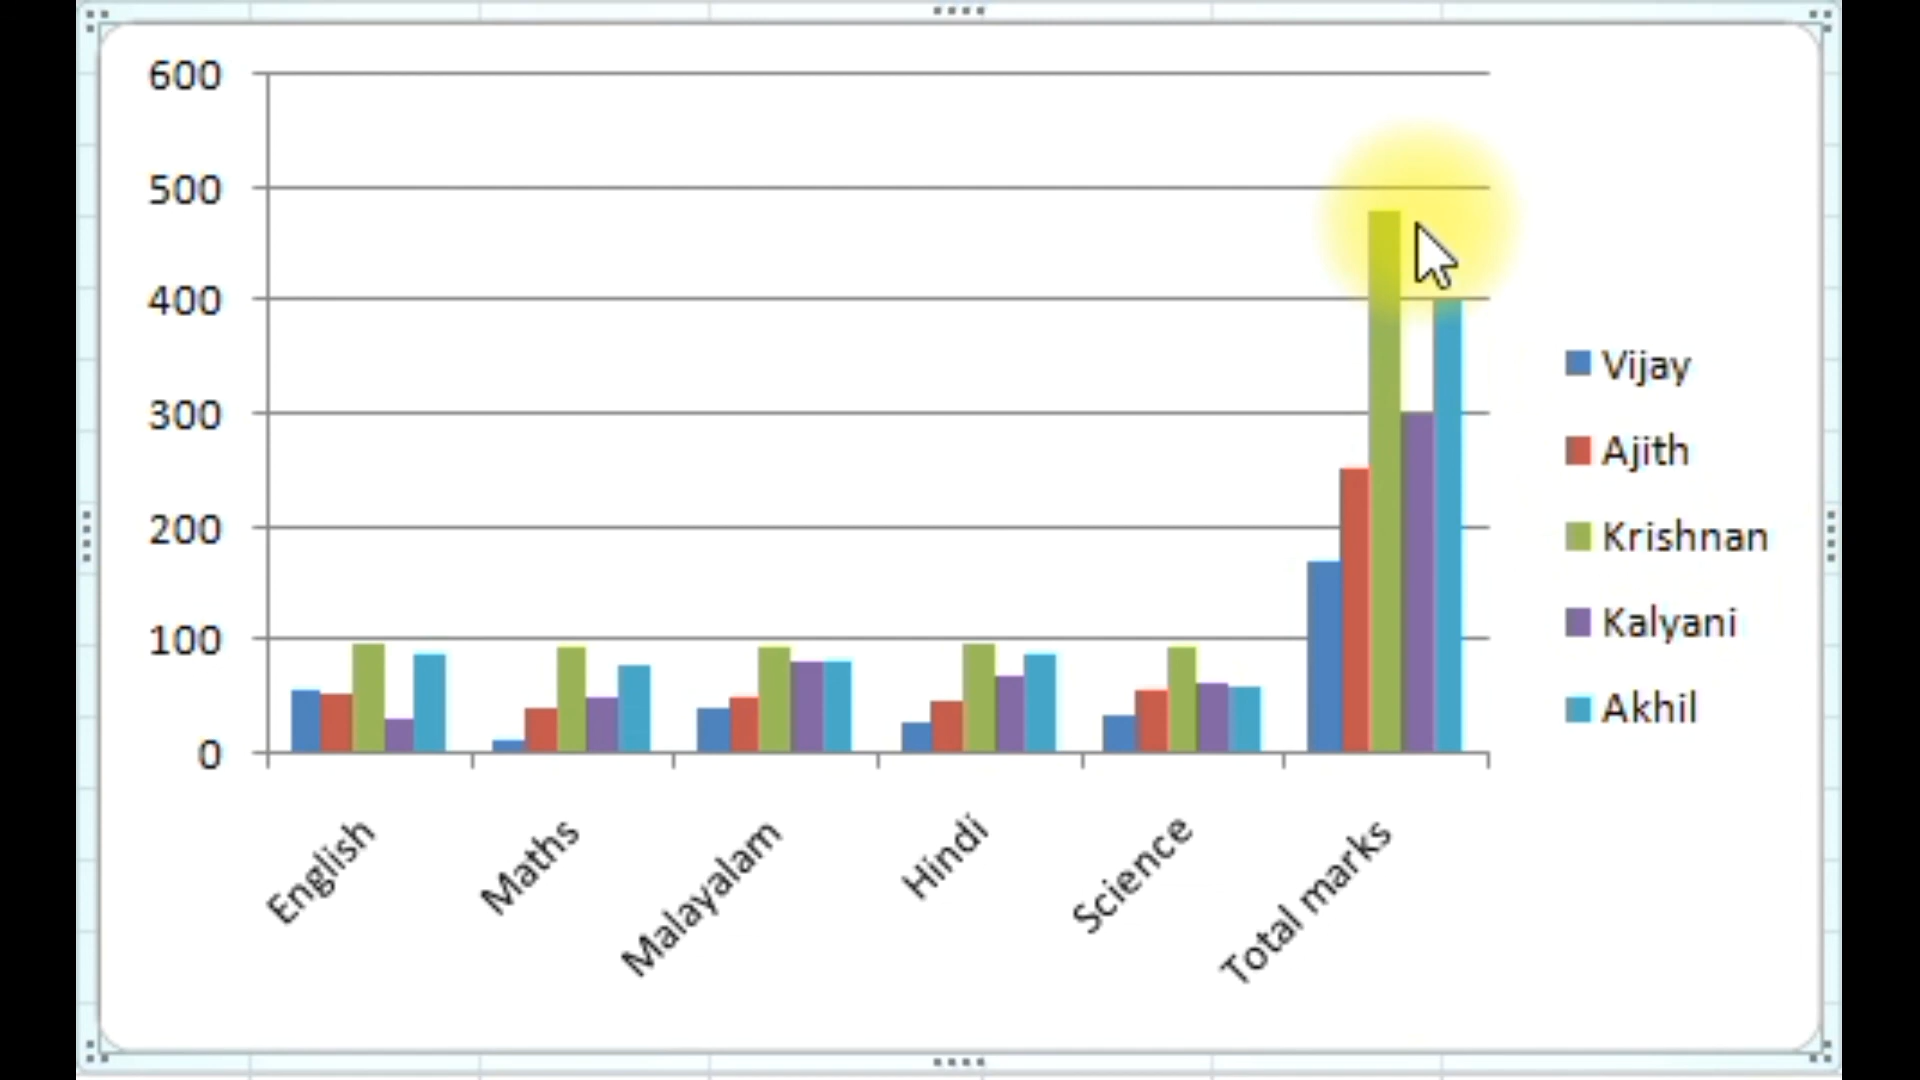 600
500
400
300
200
100
0
English
Maths
Malayalam
Hindi
Science
Total marks
Vijay
Ajith
Krishnan
Kalyani
Akhil